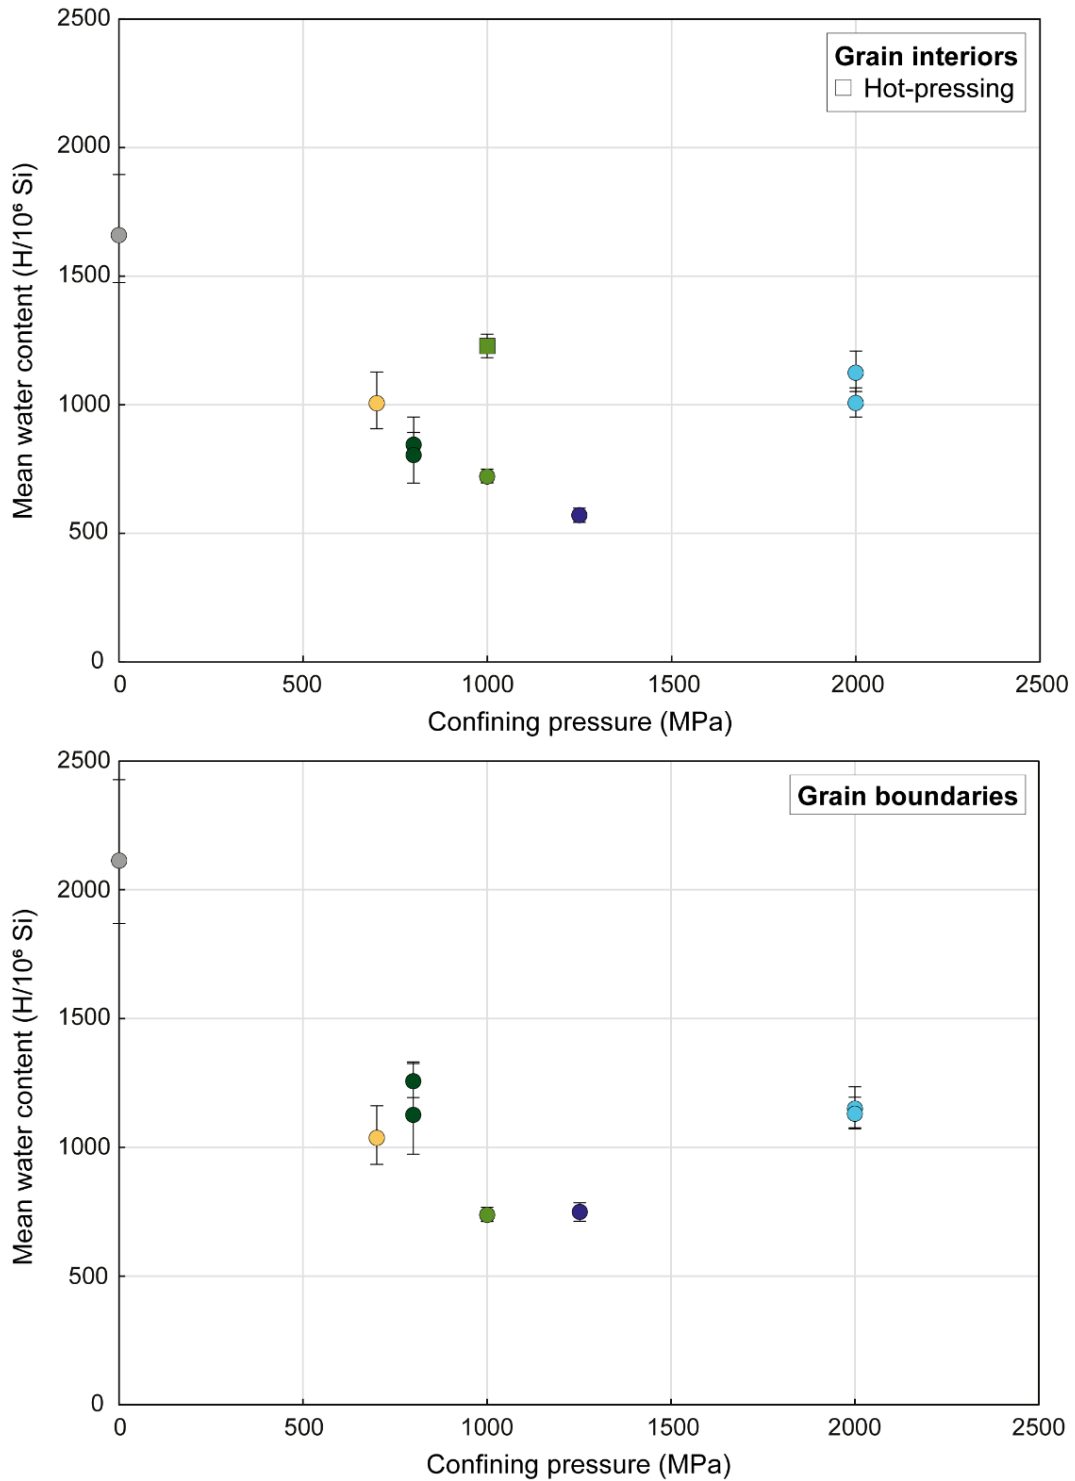 2500
2000
1500
1000
500
0
Mean water content (H/10⁶ Si)
Grain interiors
Hot-pressing
0 500 1000 1500 2000 2500
Confining pressure (MPa)
2500
2000
1500
1000
500
0
Mean water content (H/10⁶ Si)
Grain boundaries
0 500 1000 1500 2000 2500
Confining pressure (MPa)